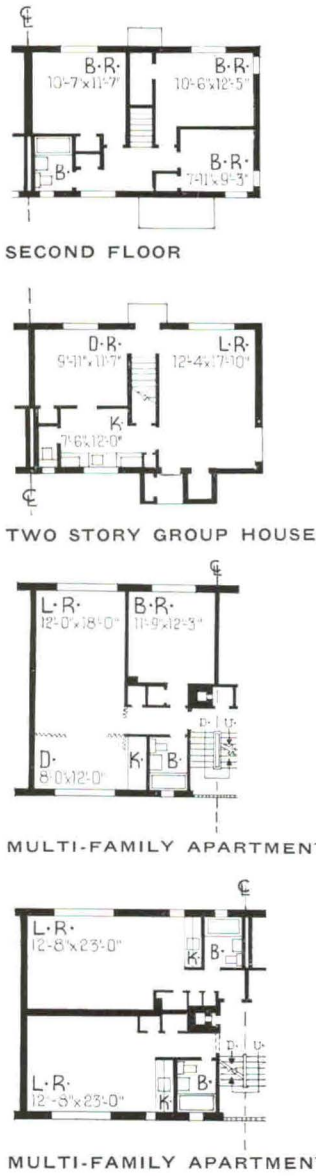 ℄
B·R·
10'-7"x11'-7"
B·R·
10'-6"x12'-5"
B·R·
7'-11"x9'-3"
B·
SECOND FLOOR
D·R·
9'-11"x11'-7"
L·R·
12'-4"x17'-10"
K·
7'-6"x12'-0"
℄
TWO STORY GROUP HOUSE
℄
L·R·
12'-0"x18'-0"
B·R·
11'-9"x12'-3"
D· U·
D·
8'-0"x12'-0"
K·
B·
MULTI-FAMILY APARTMEN
℄
L·R·
12'-8"x23'-0"
K·
B·
D· U·
L·R·
12'-8"x23'-0"
K·
B·
MULTI-FAMILY APARTMEN